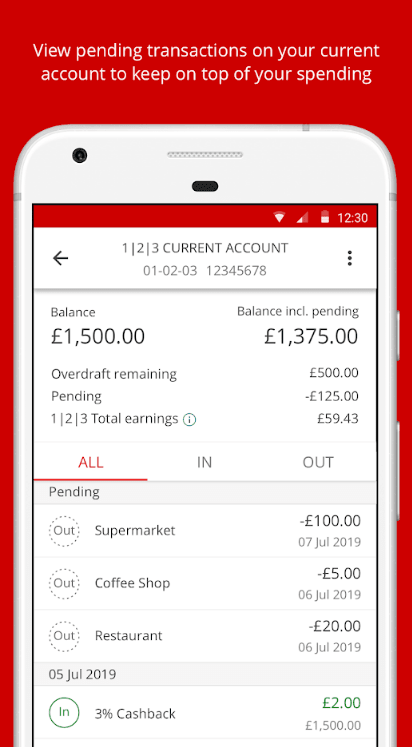 View pending transactions on your current
account to keep on top of your spending
12:30
1|2|3 CURRENT ACCOUNT
01-02-03 12345678
Balance Balance incl. pending
£1,500.00 £1,375.00
Overdraft remaining £500.00
Pending -£125.00
1|2|3 Total earnings £59.43
ALL IN OUT
Pending
Out Supermarket -£100.00
07 Jul 2019
Out Coffee Shop -£5.00
06 Jul 2019
Out Restaurant -£20.00
06 Jul 2019
05 Jul 2019
In 3% Cashback £2.00
£1,500.00